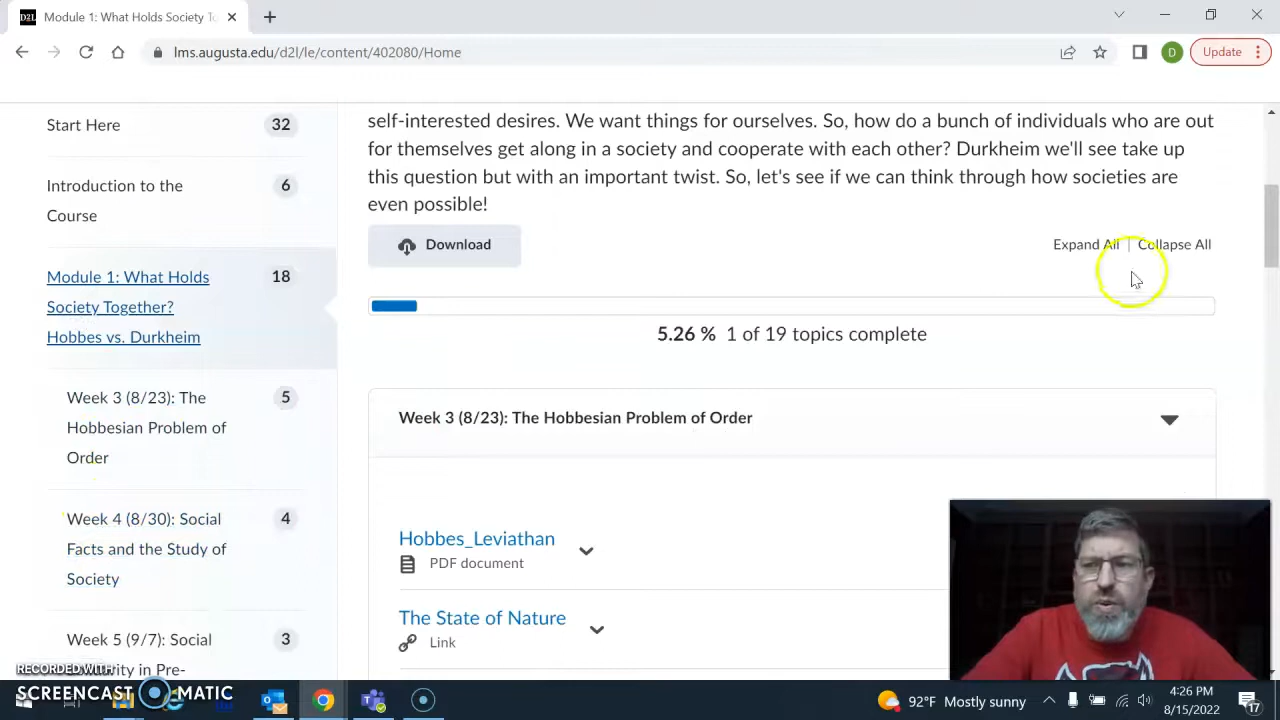 D2L Module 1: What Holds Society To
lms.augusta.edu/d2l/le/content/402080/Home
D
Update
Start Here 32
Introduction to the 6
Course
Module 1: What Holds 18
Society Together?
Hobbes vs. Durkheim
Week 3 (8/23): The 5
Hobbesian Problem of
Order
Week 4 (8/30): Social 4
Facts and the Study of
Society
Week 5 (9/7): Social 3
in Pre-
self-interested desires. We want things for ourselves. So, how do a bunch of individuals who are out
for themselves get along in a society and cooperate with each other? Durkheim we'll see take up
this question but with an important twist. So, let's see if we can think through how societies are
even possible!
Download
Expand All | Collapse All
5.26 % 1 of 19 topics complete
Week 3 (8/23): The Hobbesian Problem of Order
Hobbes_Leviathan
PDF document
The State of Nature
Link
RECORDED WITH
SCREENCAST MATIC
92°F Mostly sunny
4:26 PM
8/15/2022
17